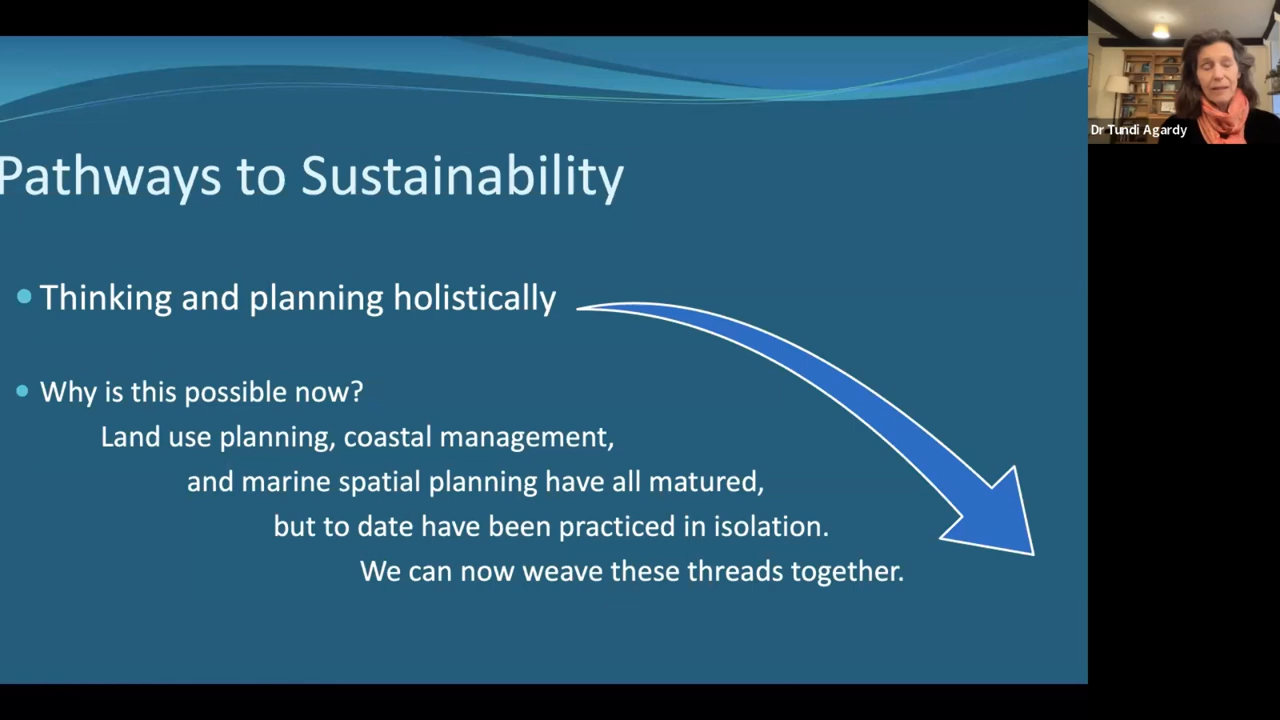 Pathways to Sustainability
Thinking and planning holistically
Why is this possible now?
Land use planning, coastal management,
and marine spatial planning have all matured,
but to date have been practiced in isolation.
We can now weave these threads together.
Dr Tundi Agardy